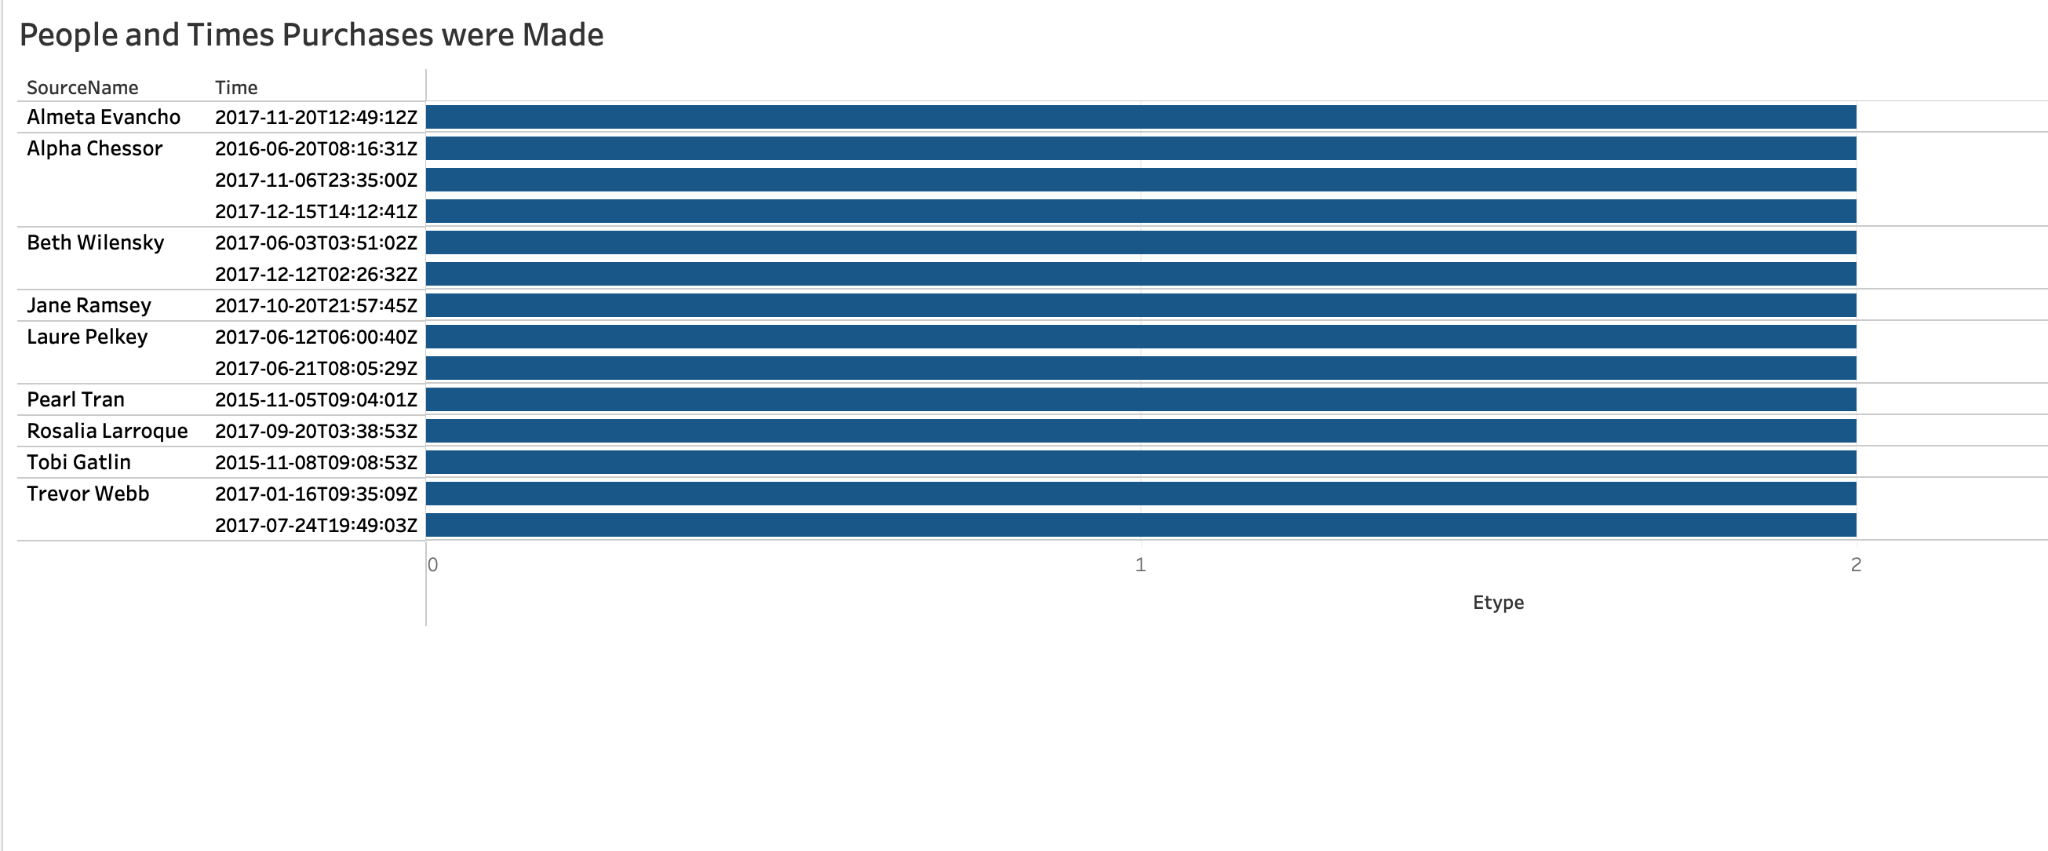 People and Times Purchases were Made
SourceName Time
Almeta Evancho 2017-11-20T12:49:12Z
Alpha Chessor 2016-06-20T08:16:31Z
2017-11-06T23:35:00Z
2017-12-15T14:12:41Z
Beth Wilensky 2017-06-03T03:51:02Z
2017-12-12T02:26:32Z
Jane Ramsey 2017-10-20T21:57:45Z
Laure Pelkey 2017-06-12T06:00:40Z
2017-06-21T08:05:29Z
Pearl Tran 2015-11-05T09:04:01Z
Rosalia Larroque 2017-09-20T03:38:53Z
Tobi Gatlin 2015-11-08T09:08:53Z
Trevor Webb 2017-01-16T09:35:09Z
2017-07-24T19:49:03Z
0 1 2
Etype